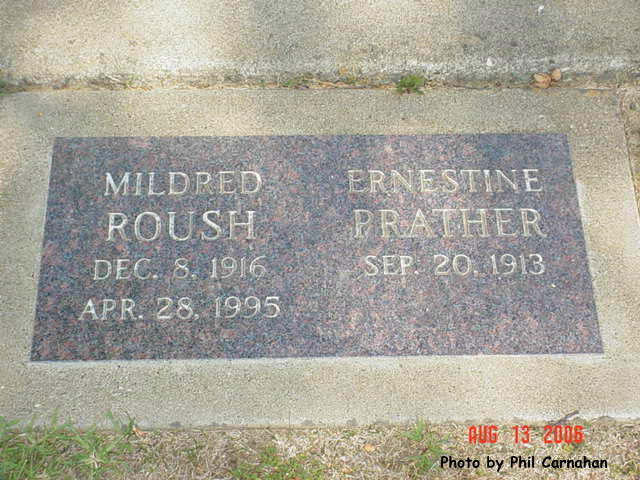 MILDRED
ROUSH
DEC. 8, 1916
APR. 28, 1995
ERNESTINE
PRATHER
SEP. 20, 1913
AUG 13 2006
Photo by Phil Carnahan